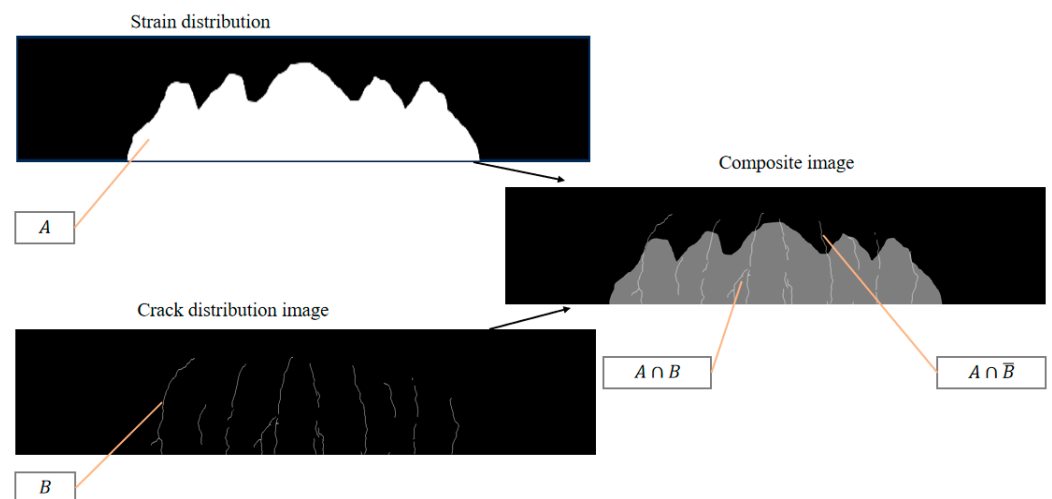 Strain distribution
Composite image
A
Crack distribution image
A ∩ B
A ∩ B̅
B